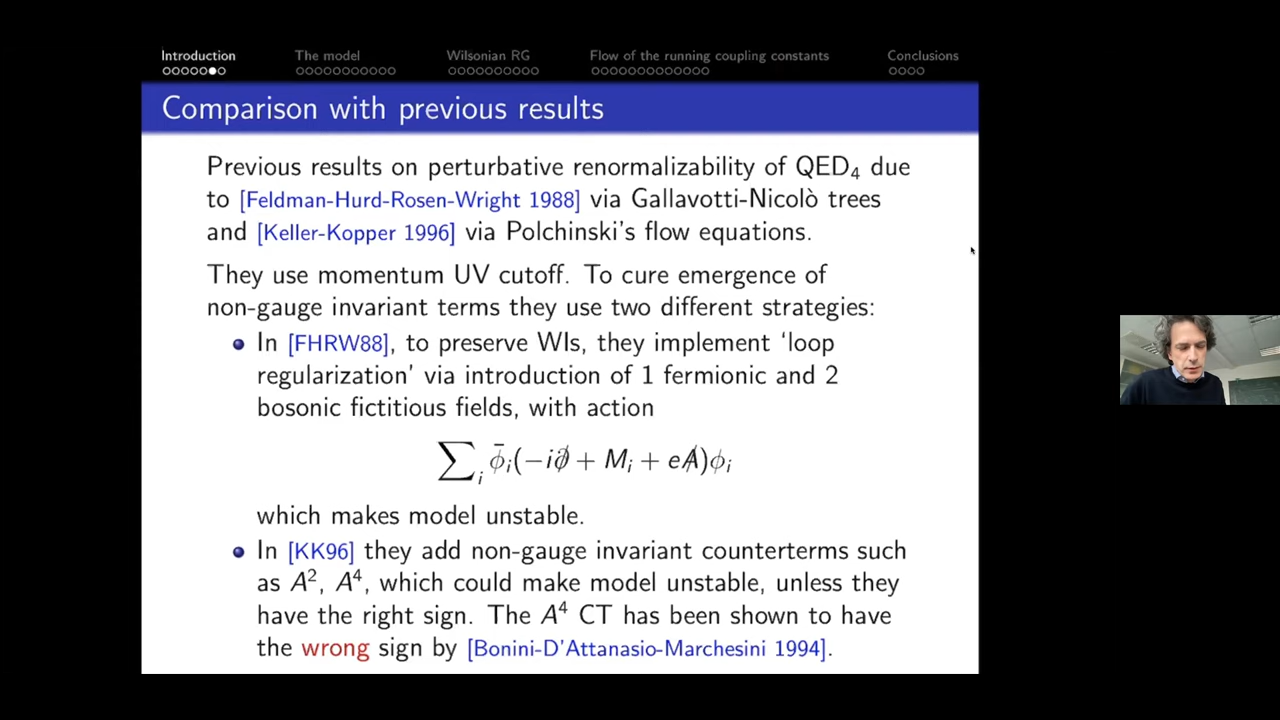 Introduction The model Wilsonian RG Flow of the running coupling constants Conclusions
Comparison with previous results
Previous results on perturbative renormalizability of QED₄ due
to [Feldman-Hurd-Rosen-Wright 1988] via Gallavotti-Nicolò trees
and [Keller-Kopper 1996] via Polchinski's flow equations.
They use momentum UV cutoff. To cure emergence of
non-gauge invariant terms they use two different strategies:
In [FHRW88], to preserve WIs, they implement ‘loop
regularization’ via introduction of 1 fermionic and 2
bosonic fictitious fields, with action
∑ᵢ ϕ̄ᵢ(−i∂̸ + Mᵢ + eA̸)ϕᵢ
which makes model unstable.
In [KK96] they add non-gauge invariant counterterms such
as A², A⁴, which could make model unstable, unless they
have the right sign. The A⁴ CT has been shown to have
the wrong sign by [Bonini-D'Attanasio-Marchesini 1994].